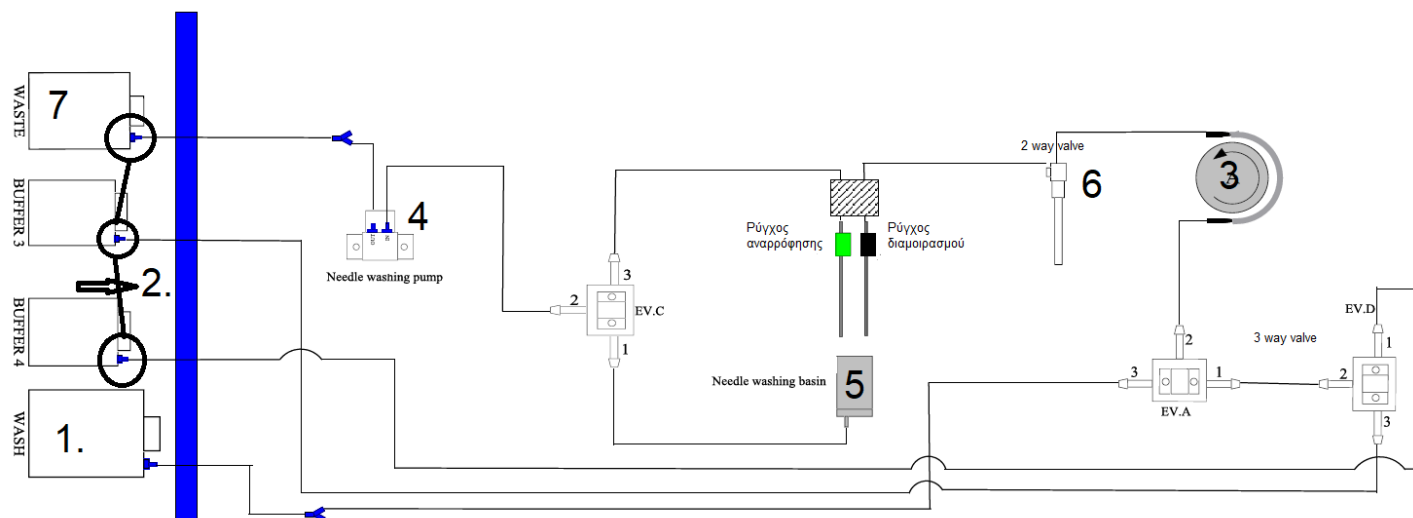 WASTE
7
BUFFER 3
2.
BUFFER 4
WASH
1.
OUT
IN
4
Needle washing pump
3
2
EV.C
1
Ρύγχος
αναρρόφησης
Ρύγχος
διαμοιρασμού
Needle washing basin
5
2 way valve
6
3
2
3
1
EV.A
3 way valve
EV.D
1
2
3